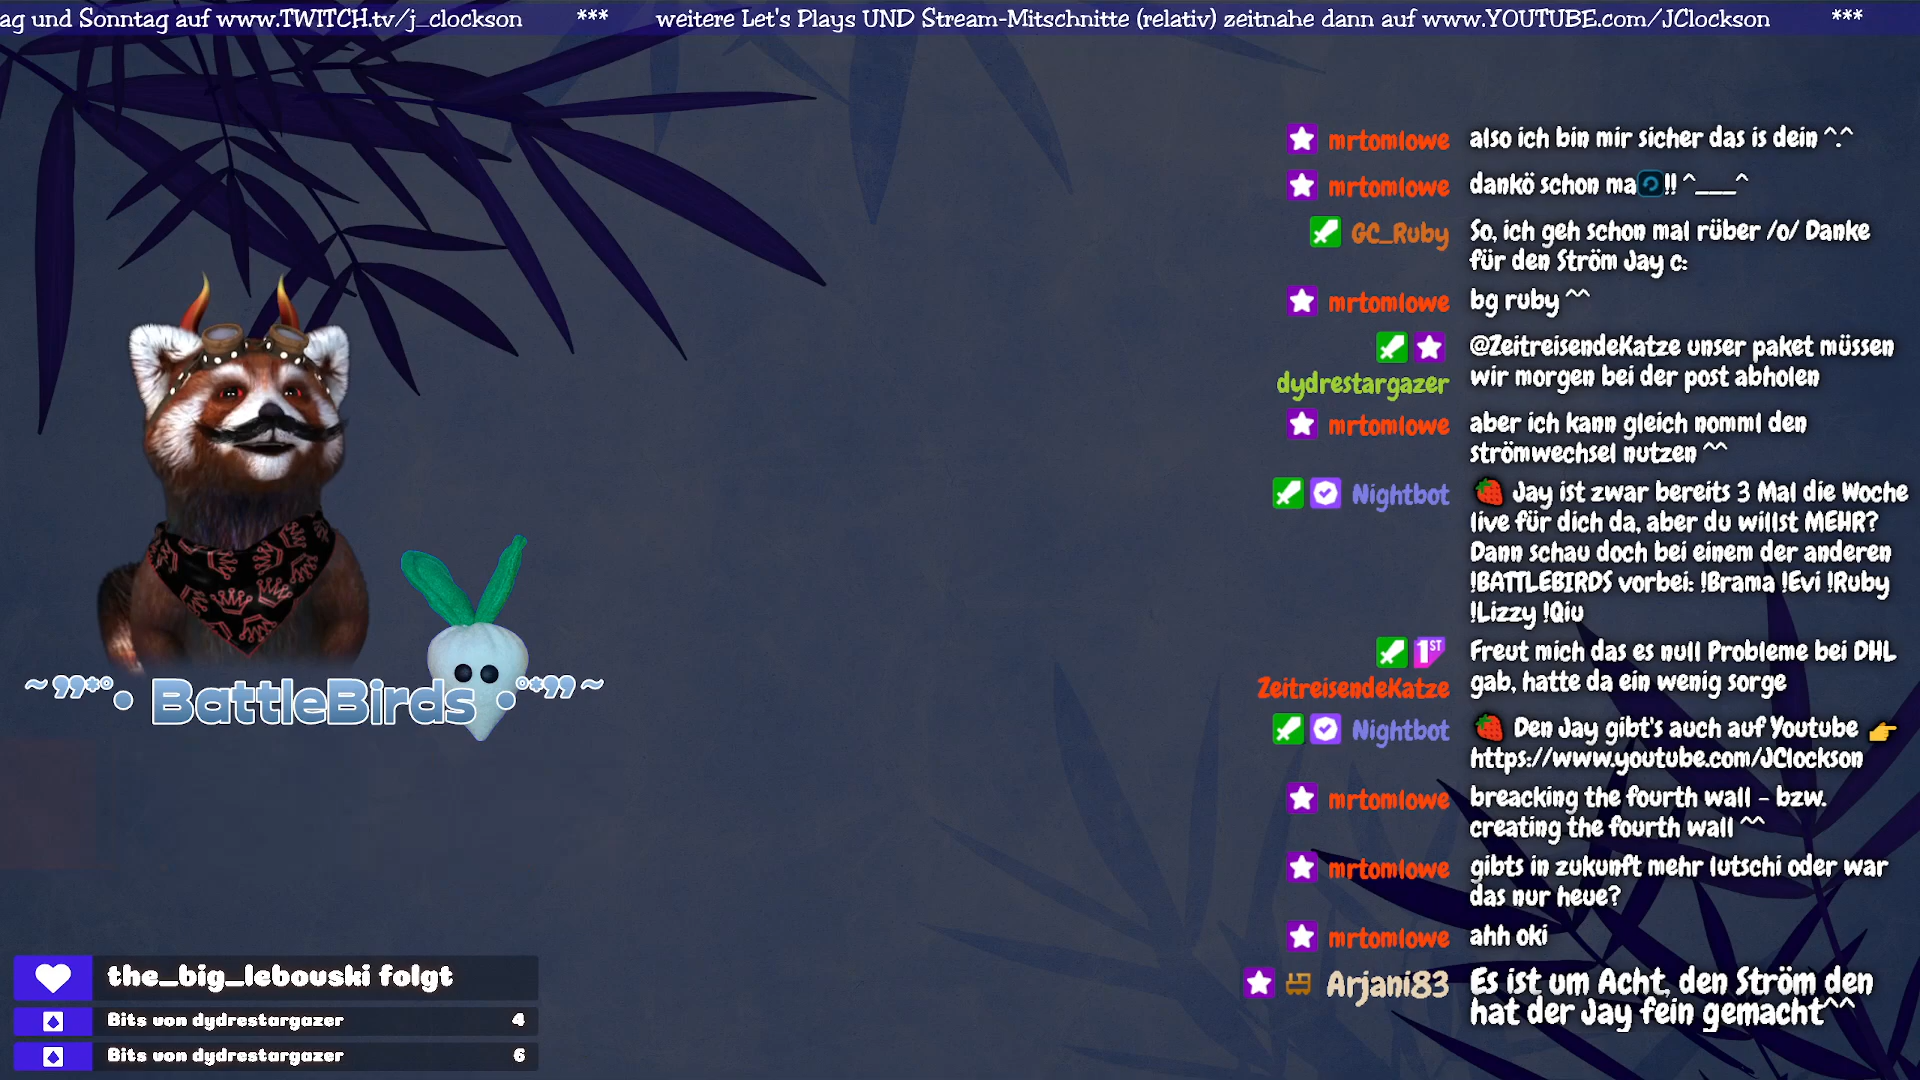 ag und Sonntag auf www.TWITCH.tv/j_clockson *** weitere Let's Plays UND Stream-Mitschnitte (relativ) zeitnahe dann auf www.YOUTUBE.com/JClockson ***
mrtomlowe also ich bin mir sicher das is dein ^.^
mrtomlowe dankö schon ma!! ^___^
GC_Ruby So, ich geh schon mal rüber /o/ Danke
für den Ström Jay c:
mrtomlowe bg ruby ^^
@ZeitreisendeKatze unser paket müssen
dydrestargazer wir morgen bei der post abholen
mrtomlowe aber ich kann gleich nomml den
strömwechsel nutzen ^^
Nightbot 🍓 Jay ist zwar bereits 3 Mal die Woche
live für dich da, aber du willst MEHR?
Dann schau doch bei einem der anderen
!BATTLEBIRDS vorbei: !Brama !Evi !Ruby
!Lizzy !Qiu
1ST Freut mich das es null Probleme bei DHL
ZeitreisendeKatze gab, hatte da ein wenig sorge
Nightbot 🍓 Den Jay gibt's auch auf Youtube 👉
https://www.youtube.com/JClockson
mrtomlowe breacking the fourth wall - bzw.
creating the fourth wall ^^
mrtomlowe gibts in zukunft mehr lutschi oder war
das nur heue?
mrtomlowe ahh oki
Arjani83 Es ist um Acht, den Ström den
hat der Jay fein gemacht^^
~ ”*°• BattleBirds •°*” ~
the_big_lebouski folgt
Bits von dydrestargazer 4
Bits von dydrestargazer 6